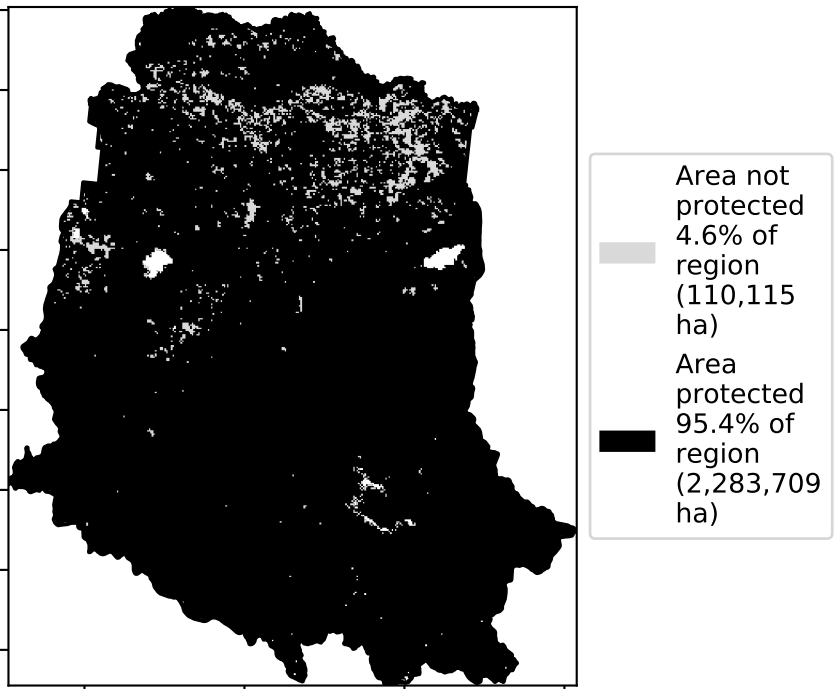 Area not
protected
4.6% of
region
(110,115
ha)
Area
protected
95.4% of
region
(2,283,709
ha)